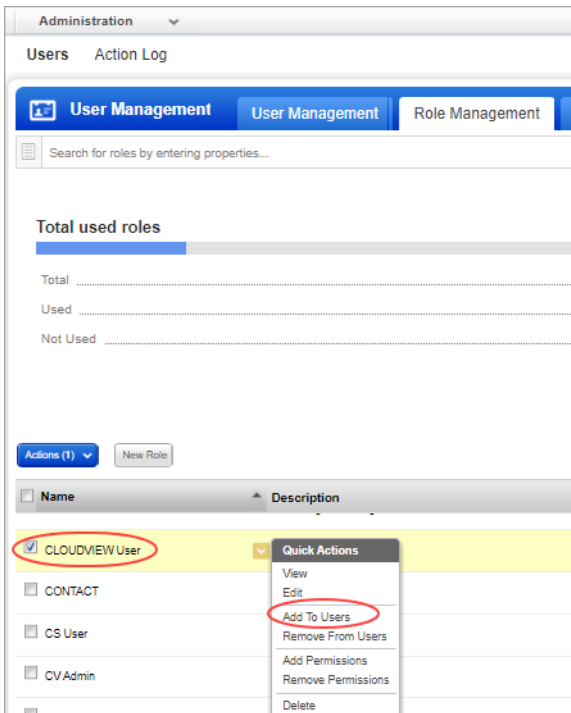 Administration
Users Action Log
User Management User Management Role Management
Search for roles by entering properties...
Total used roles
Total
Used
Not Used
Actions (1) New Role
Name Description
CLOUDVIEW User Quick Actions
View
Edit
CONTACT
Add To Users
CS User Remove From Users
Add Permissions
CV Admin Remove Permissions
Delete